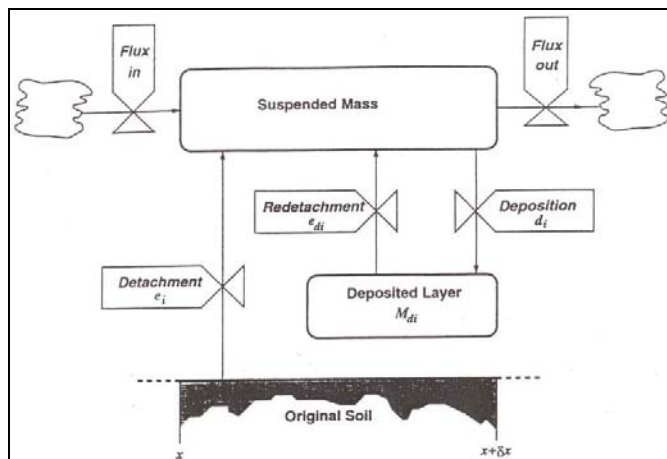 Flux
in
Flux
out
Suspended Mass
Redetachment
e_di
Deposition
d_i
Detachment
e_i
Deposited Layer
M_di
Original Soil
x
x+δx